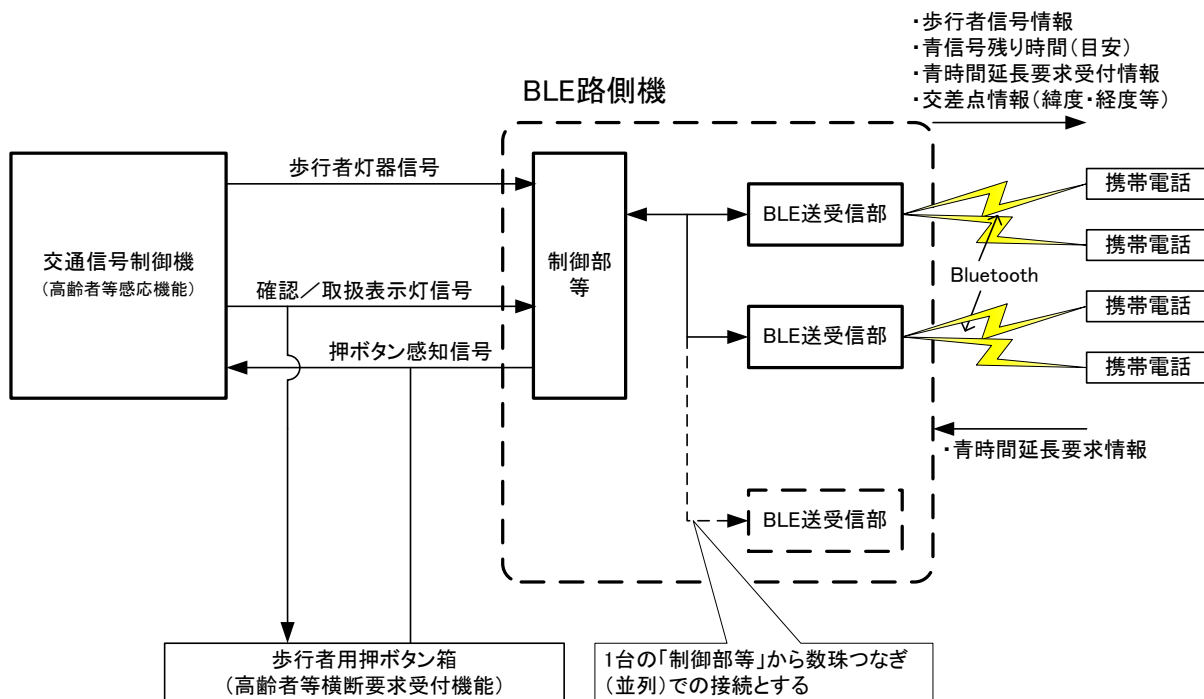 ・歩行者信号情報
・青信号残り時間（目安）
・青時間延長要求受付情報
・交差点情報（緯度・経度等）
BLE路側機
交通信号制御機
（高齢者等感応機能）
歩行者灯器信号
確認／取扱表示灯信号
押ボタン感知信号
制御部
等
BLE送受信部
BLE送受信部
BLE送受信部
Bluetooth
携帯電話
携帯電話
携帯電話
携帯電話
・青時間延長要求情報
歩行者用押ボタン箱
（高齢者等横断要求受付機能）
1台の「制御部等」から数珠つなぎ
（並列）での接続とする